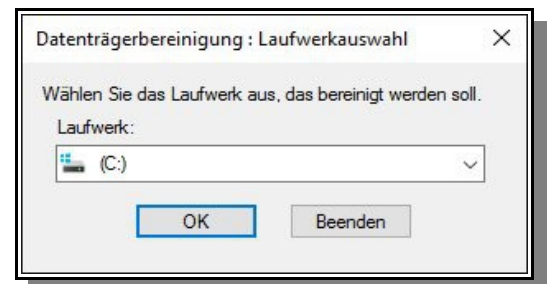 Datenträgerbereinigung : Laufwerkauswahl
Wählen Sie das Laufwerk aus, das bereinigt werden soll.
Laufwerk:
(C:)
OK Beenden